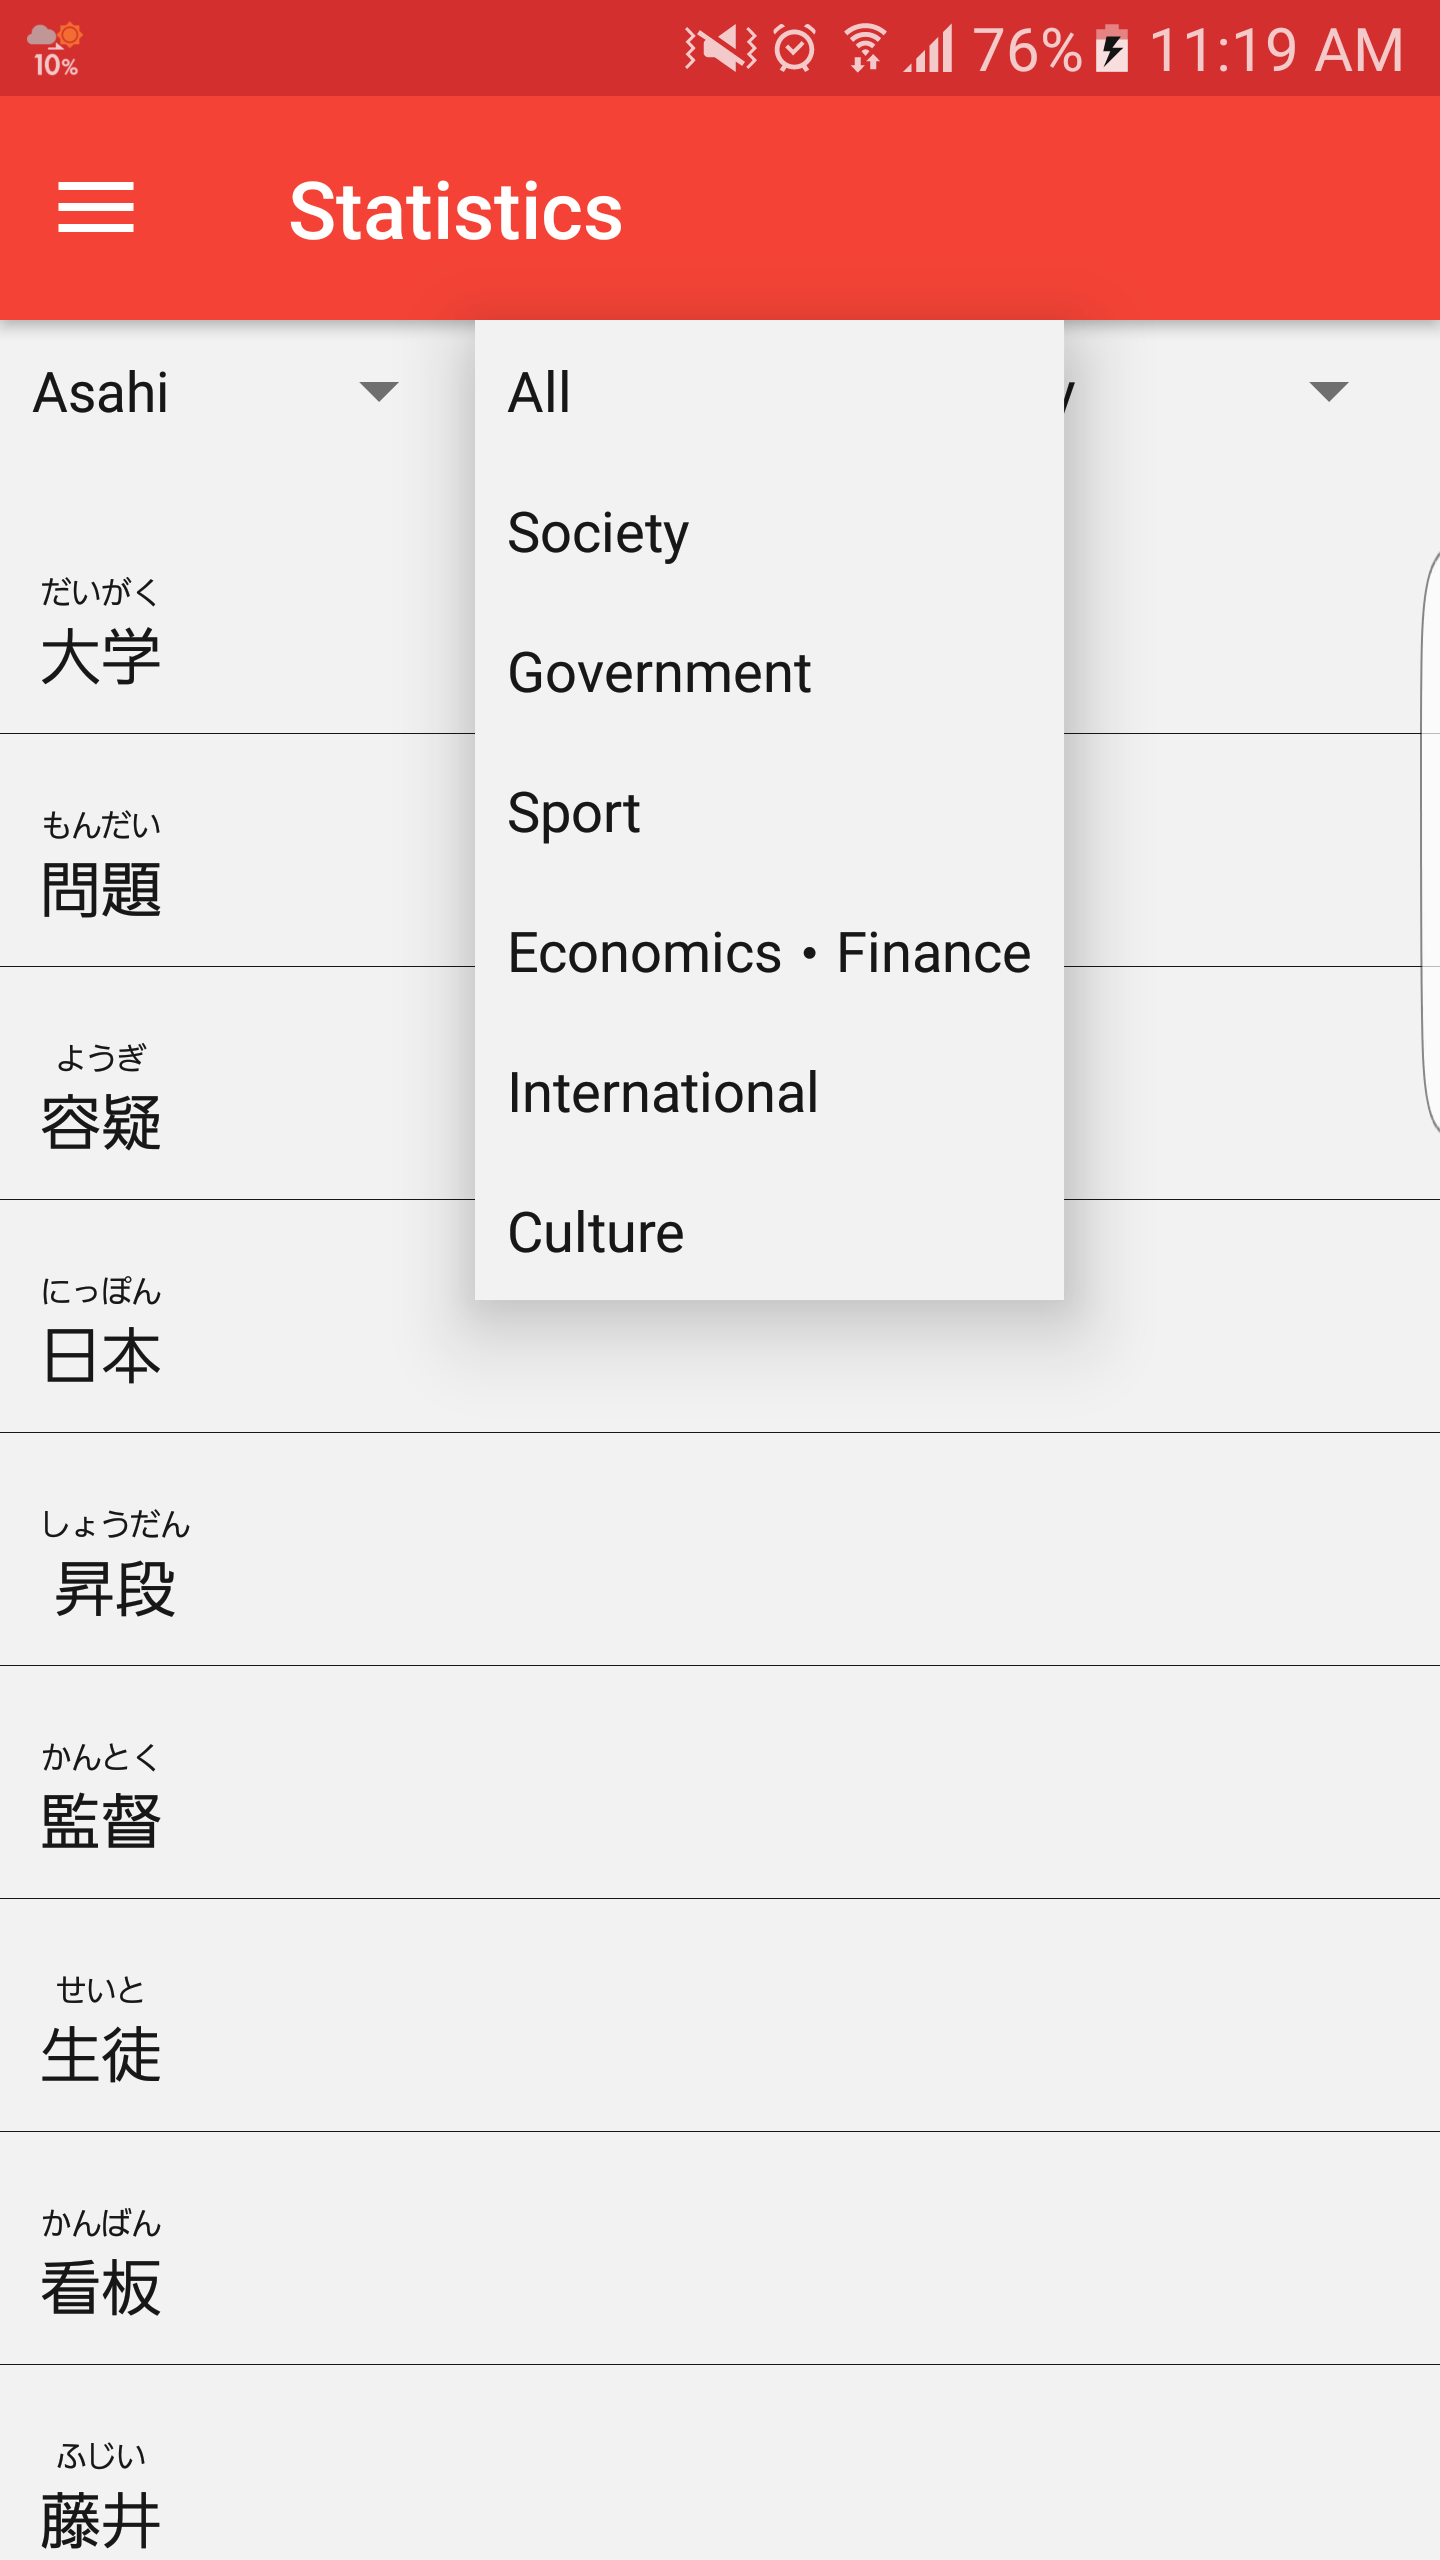 10%
76% 11:19 AM
Statistics
Asahi
All
Society
Government
Sport
Economics・Finance
International
Culture
だいがく
大学
もんだい
問題
ようぎ
容疑
にっぽん
日本
しょうだん
昇段
かんとく
監督
せいと
生徒
かんばん
看板
ふじい
藤井